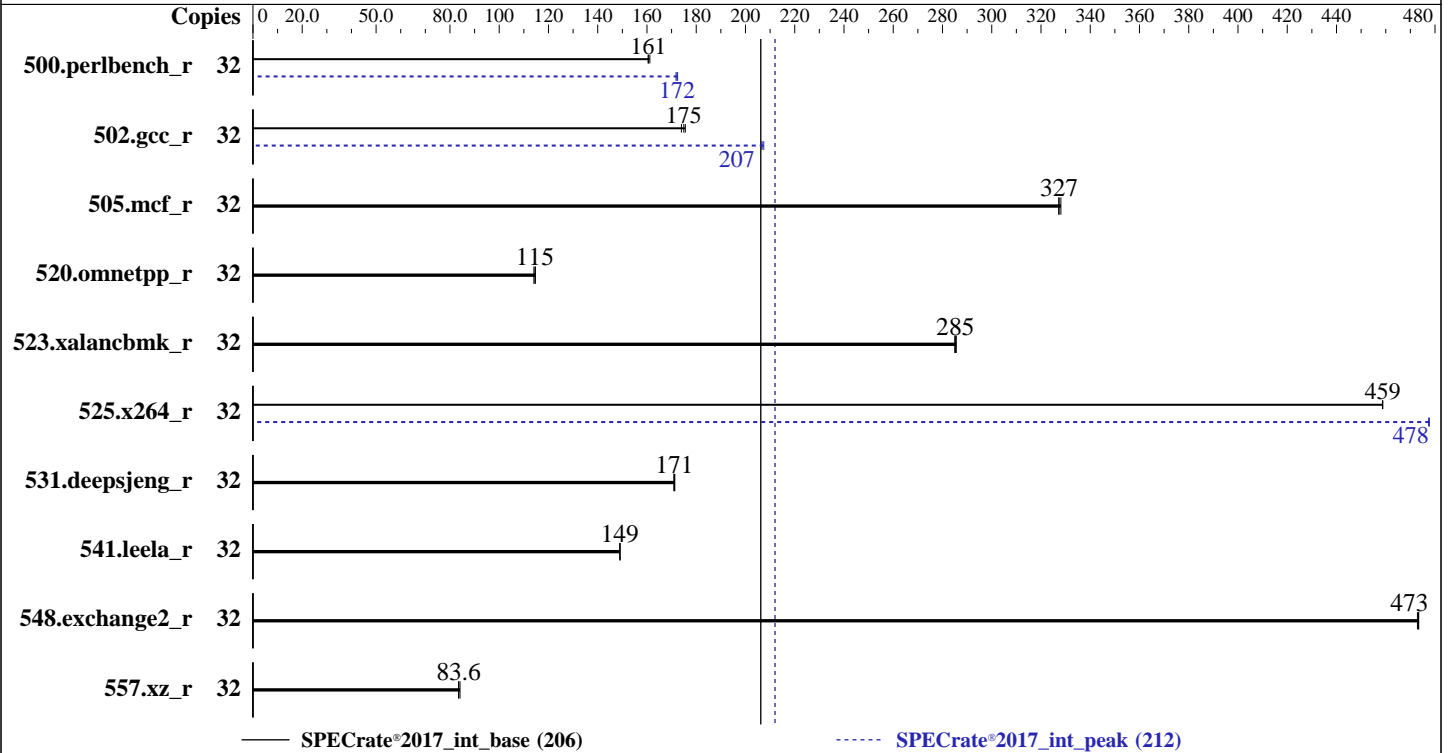 Copies 0 20.0 50.0 80.0 100 120 140 160 180 200 220 240 260 280 300 320 340 360 380 400 420 440 480
161
500.perlbench_r 32
172
175
502.gcc_r 32
207
327
505.mcf_r 32
115
520.omnetpp_r 32
285
523.xalancbmk_r 32
459
525.x264_r 32
478
171
531.deepsjeng_r 32
149
541.leela_r 32
473
548.exchange2_r 32
83.6
557.xz_r 32
SPECrate®2017_int_base (206) SPECrate®2017_int_peak (212)